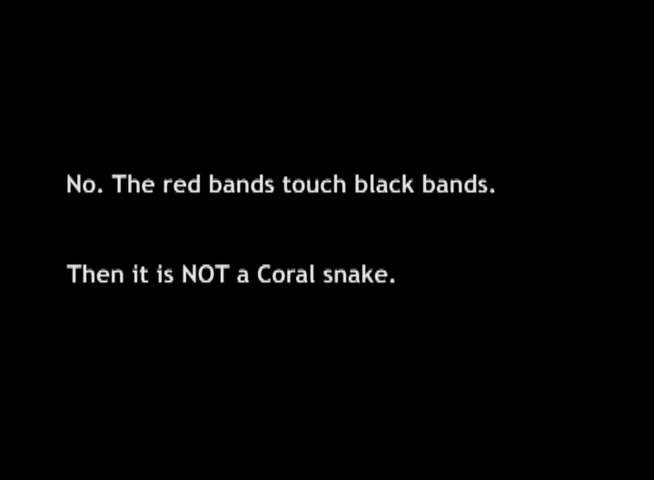 No. The red bands touch black bands.
Then it is NOT a Coral snake.